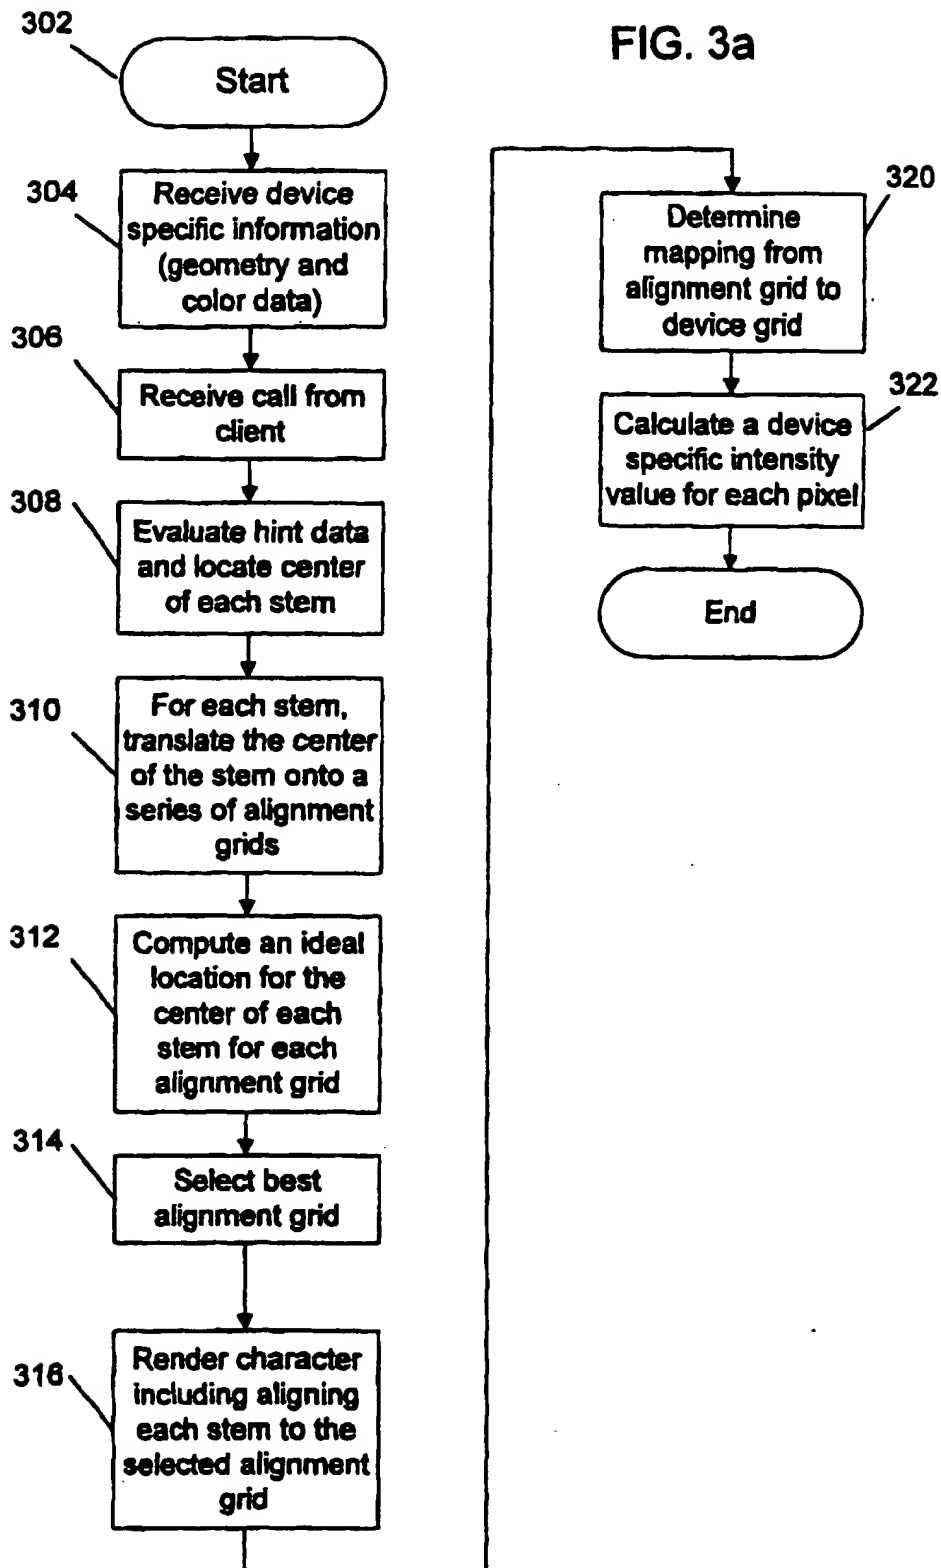 FIG. 3a
302
Start
304
Receive device
specific information
(geometry and
color data)
306
Receive call from
client
308
Evaluate hint data
and locate center
of each stem
310
For each stem,
translate the center
of the stem onto a
series of alignment
grids
312
Compute an ideal
location for the
center of each
stem for each
alignment grid
314
Select best
alignment grid
316
Render character
including aligning
each stem to the
selected alignment
grid
320
Determine
mapping from
alignment grid to
device grid
322
Calculate a device
specific intensity
value for each pixel
End